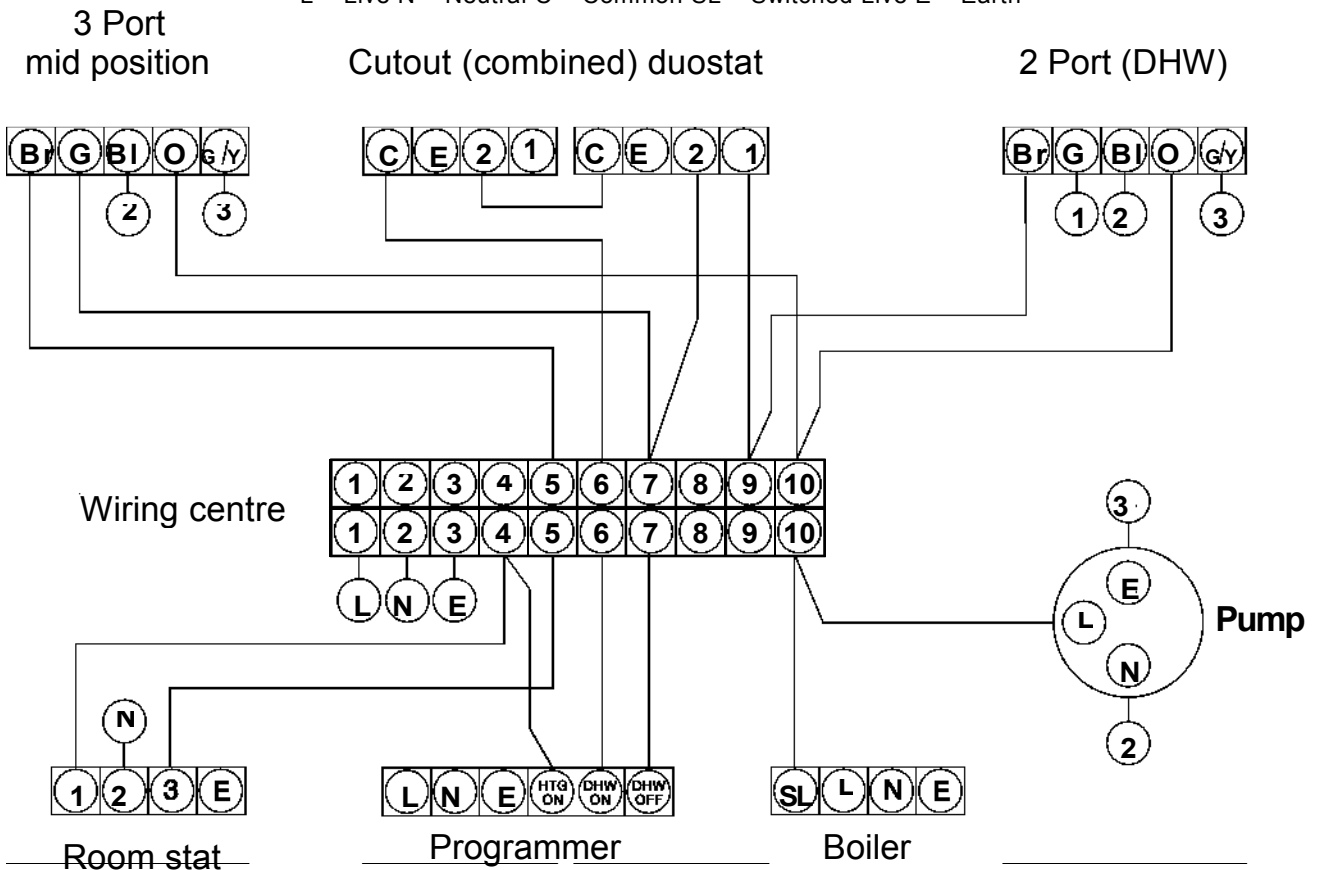 3 Port
mid position
Cutout (combined) duostat
2 Port (DHW)
Br G Bl O G/Y
C E 2 1 C E 2 1
Br G Bl O G/Y
2 3
1 2 3
Wiring centre
1 2 3 4 5 6 7 8 9 10
1 2 3 4 5 6 7 8 9 10
L N E
3
E
L
N
Pump
2
N
1 2 3 E
L N E HTG ON DHW ON DHW OFF
SL L N E
Room stat
Programmer
Boiler